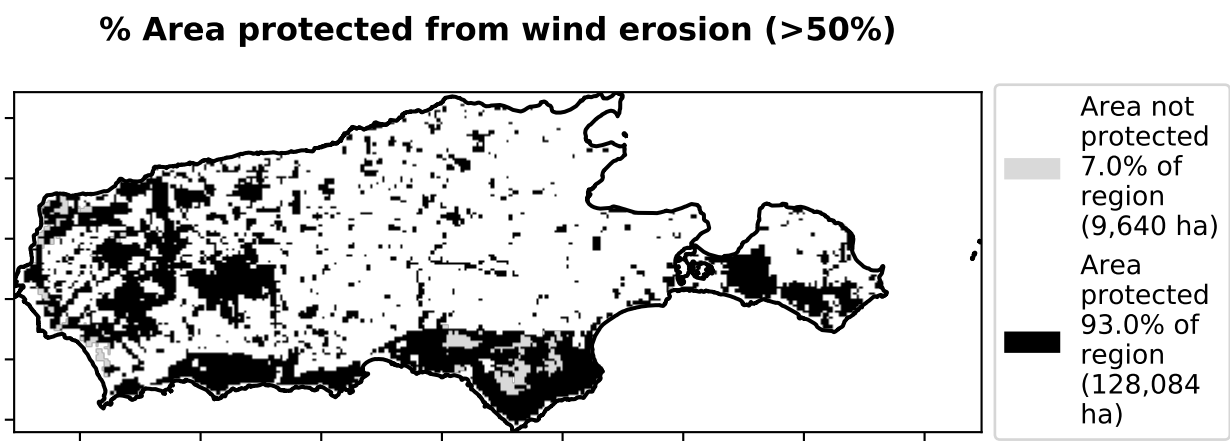 % Area protected from wind erosion (>50%)
Area not
protected
7.0% of
region
(9,640 ha)
Area
protected
93.0% of
region
(128,084
ha)